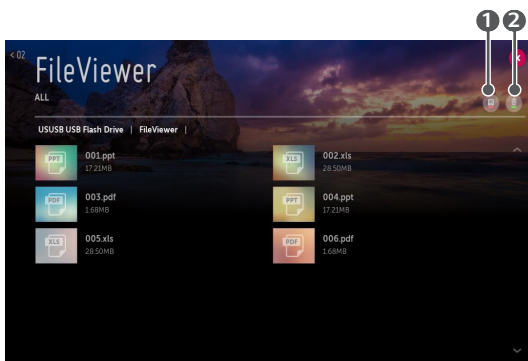 1 2
< 02
FileViewer
ALL
USUSB USB Flash Drive | FileViewer |
PPT 001.ppt
17.21MB
XLS 002.xls
28.50MB
PDF 003.pdf
1.68MB
PPT 004.ppt
17.21MB
XLS 005.xls
28.50MB
PDF 006.pdf
1.68MB